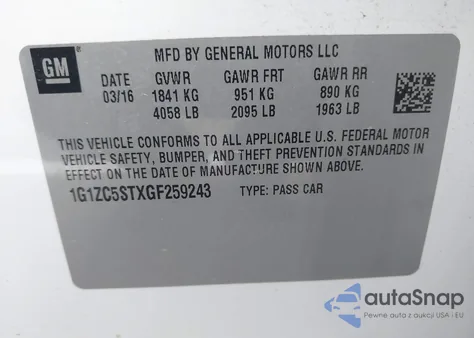 GM
MFD BY GENERAL MOTORS LLC
DATE GVWR GAWR FRT GAWR RR
03/16 1841 KG 951 KG 890 KG
4058 LB 2095 LB 1963 LB
THIS VEHICLE CONFORMS TO ALL APPLICABLE U.S. FEDERAL MOTOR
VEHICLE SAFETY, BUMPER, AND THEFT PREVENTION STANDARDS IN
EFFECT ON THE DATE OF MANUFACTURE SHOWN ABOVE.
1G1ZC5STXGF259243 TYPE: PASS CAR
autoSnap
Pewne auta z aukcji USA i EU